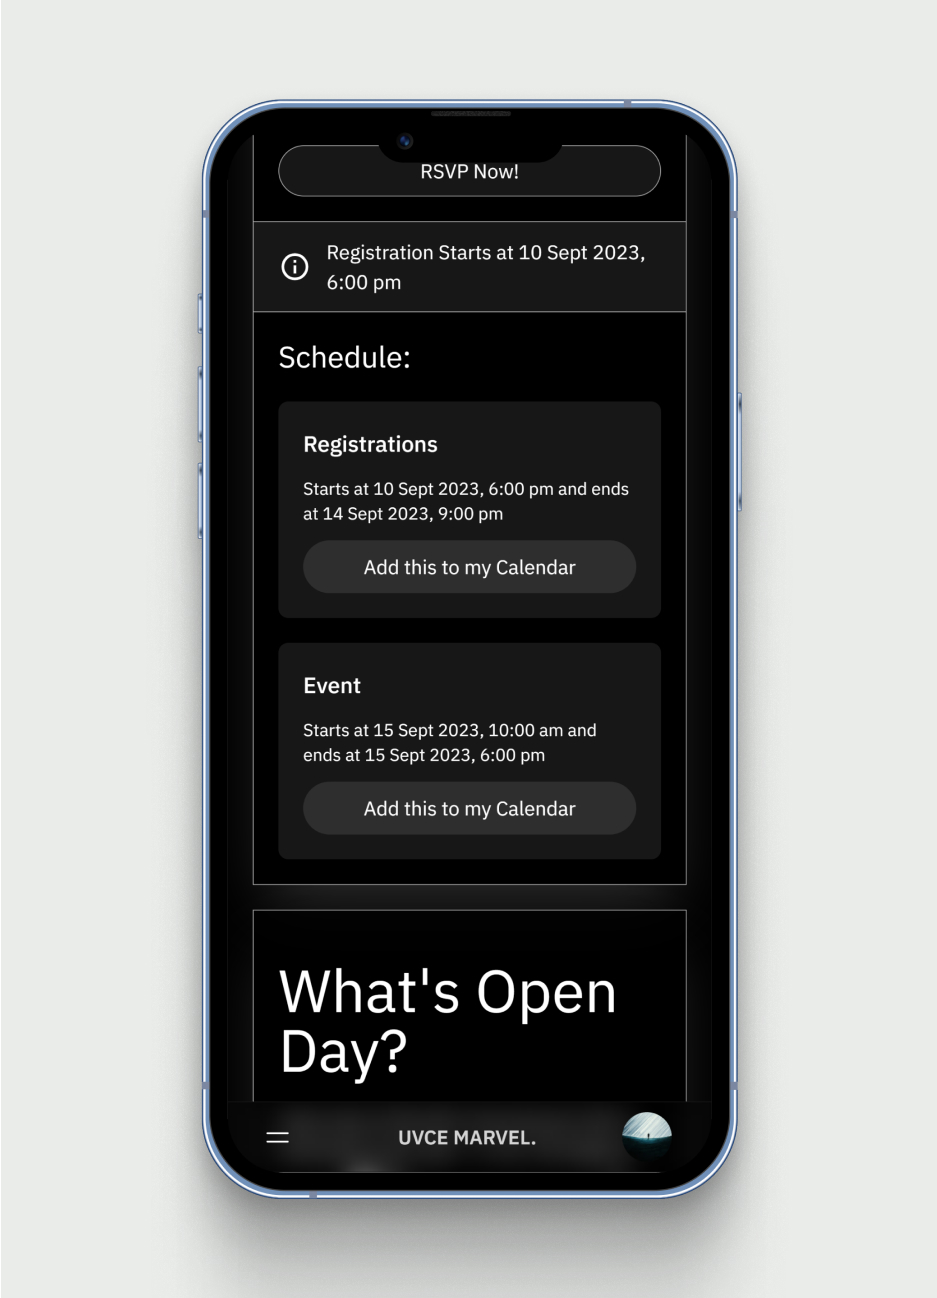 RSVP Now!
Registration Starts at 10 Sept 2023,
6:00 pm
Schedule:
Registrations
Starts at 10 Sept 2023, 6:00 pm and ends
at 14 Sept 2023, 9:00 pm
Add this to my Calendar
Event
Starts at 15 Sept 2023, 10:00 am and
ends at 15 Sept 2023, 6:00 pm
Add this to my Calendar
What's Open
Day?
UVCE MARVEL.